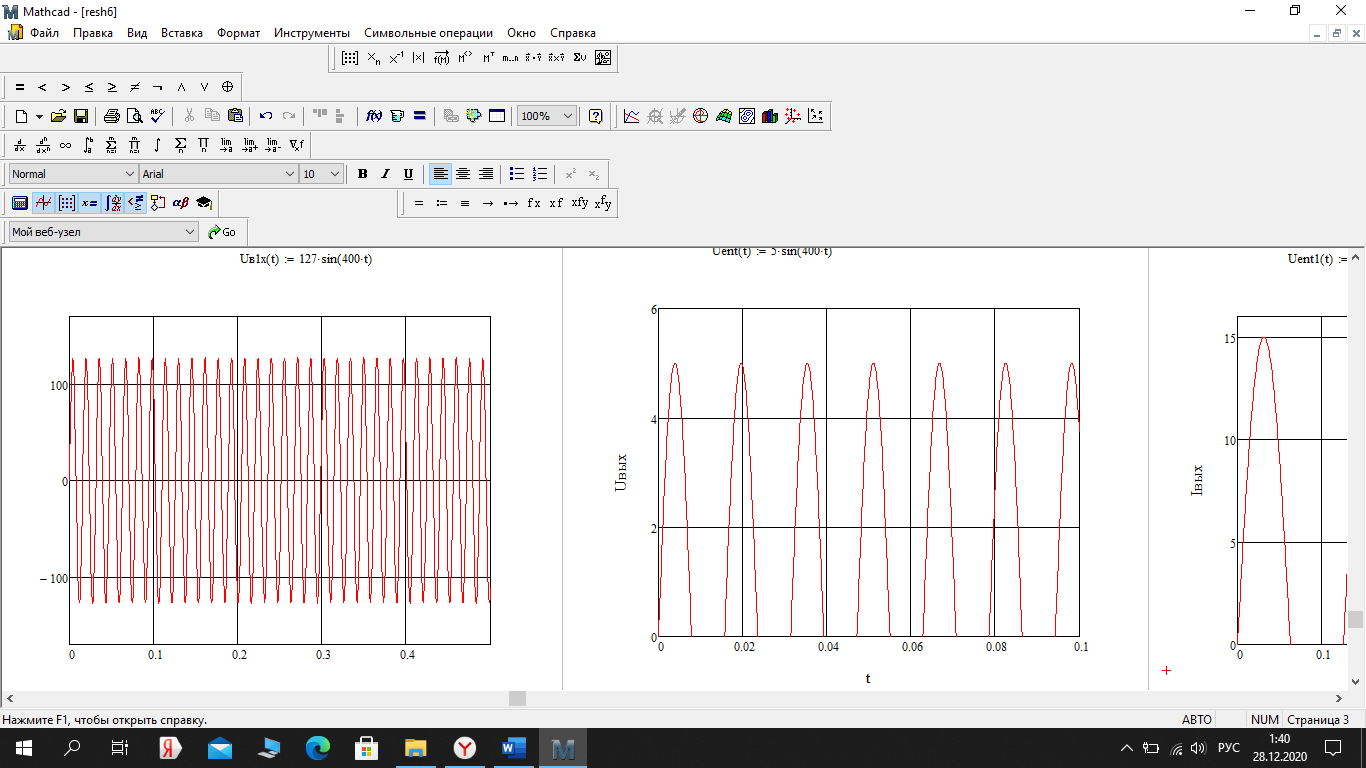 Mathcad - [resh6]
Файл Правка Вид Вставка Формат Инструменты Символьные операции Окно Справка
100%
Normal Arial 10 B I U
Мой веб-узел Go
Uв1х(t) := 127·sin(400·t)
100
0
−100
0 0.1 0.2 0.3 0.4
Uent(t) := 5·sin(400·t)
6
4
2
0
Uвых
0 0.02 0.04 0.06 0.08 0.1
t
Uent1(t) :=
15
10
5
0
Iвых
0 0.1
Нажмите F1, чтобы открыть справку.
АВТО NUM Страница 3
РУС
1:40
28.12.2020